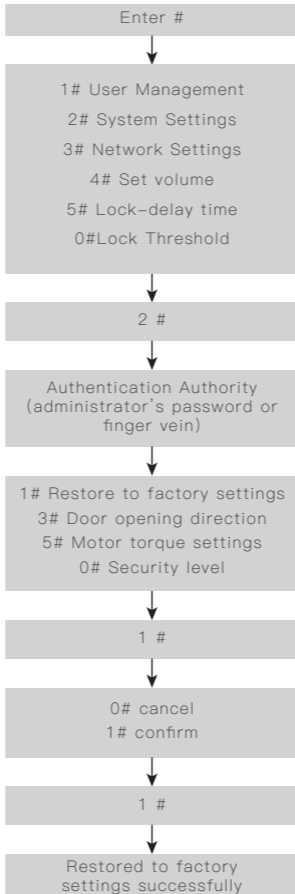 Enter #
1# User Management
2# System Settings
3# Network Settings
4# Set volume
5# Lock-delay time
0#Lock Threshold
2 #
Authentication Authority
(administrator's password or
finger vein)
1# Restore to factory settings
3# Door opening direction
5# Motor torque settings
0# Security level
1 #
0# cancel
1# confirm
1 #
Restored to factory
settings successfully